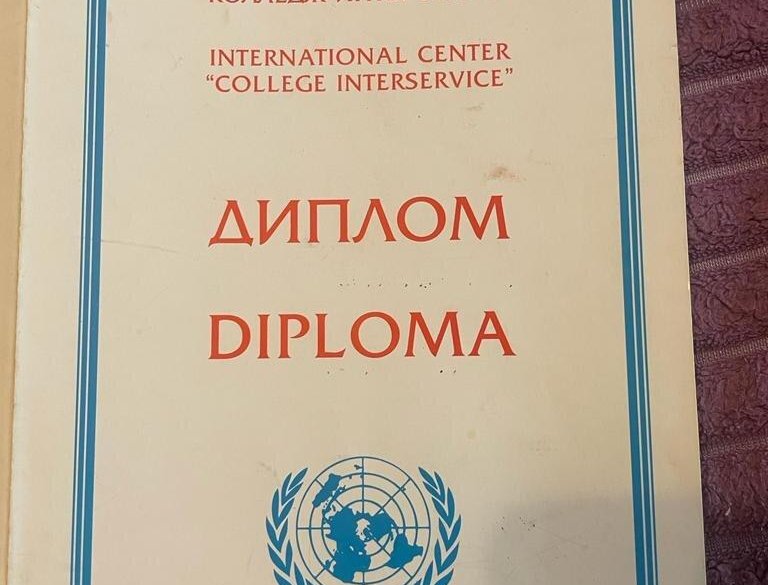 INTERNATIONAL CENTER
“COLLEGE INTERSERVICE”
ДИПЛОМ
DIPLOMA